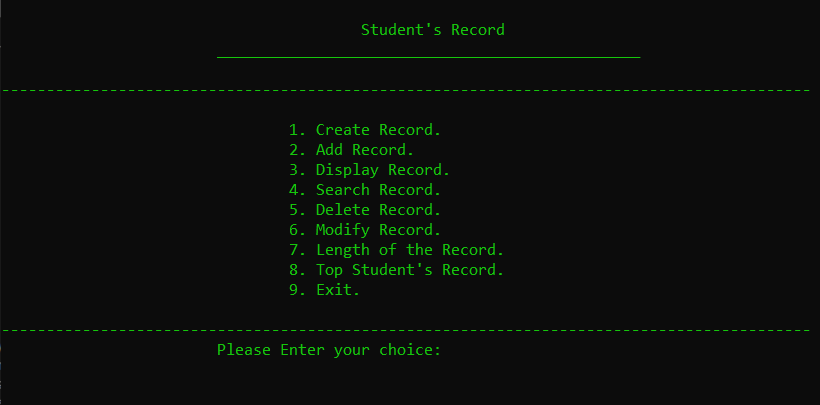 Student's Record
1. Create Record.
2. Add Record.
3. Display Record.
4. Search Record.
5. Delete Record.
6. Modify Record.
7. Length of the Record.
8. Top Student's Record.
9. Exit.
Please Enter your choice: